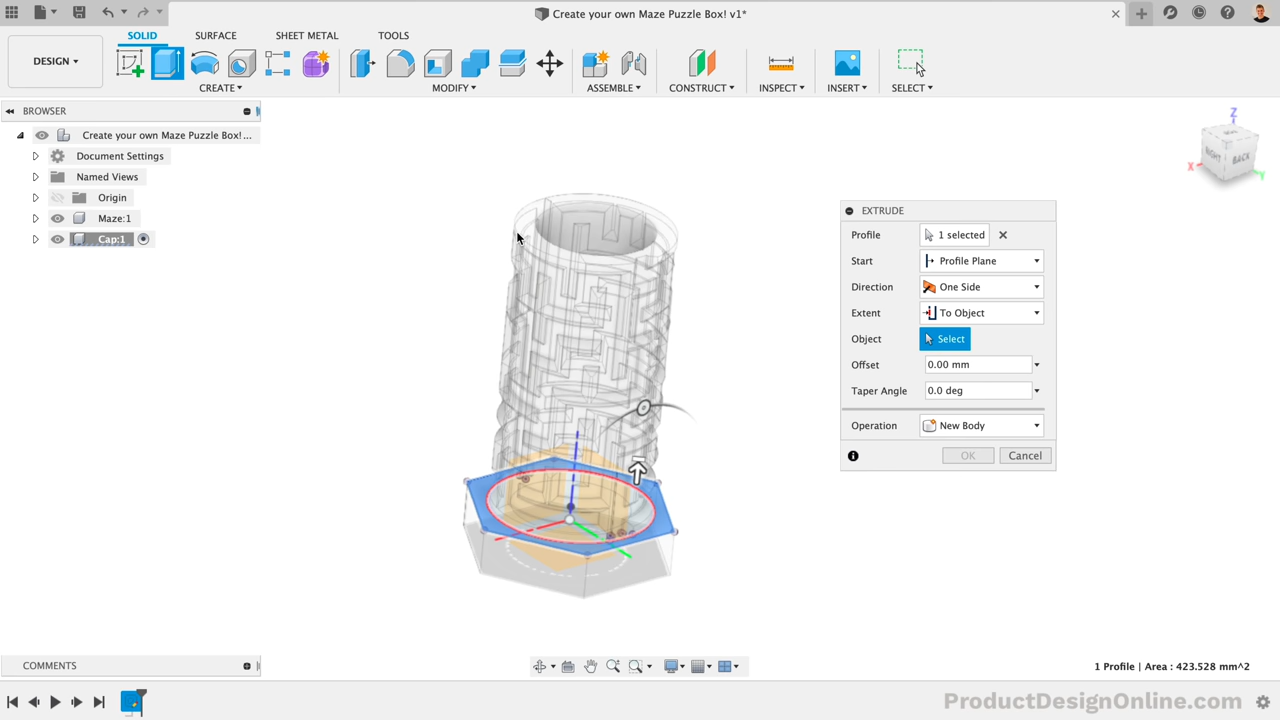 Create your own Maze Puzzle Box! v1*
SOLID
SURFACE
SHEET METAL
TOOLS
DESIGN
CREATE
MODIFY
ASSEMBLE
CONSTRUCT
INSPECT
INSERT
SELECT
BROWSER
Create your own Maze Puzzle Box!...
Document Settings
Named Views
Origin
Maze:1
Cap:1
Z
X
Y
RIGHT
BACK
EXTRUDE
Profile 1 selected
Start Profile Plane
Direction One Side
Extent To Object
Object Select
Offset 0.00 mm
Taper Angle 0.0 deg
Operation New Body
OK Cancel
COMMENTS
1 Profile | Area : 423.528 mm^2
ProductDesignOnline.com